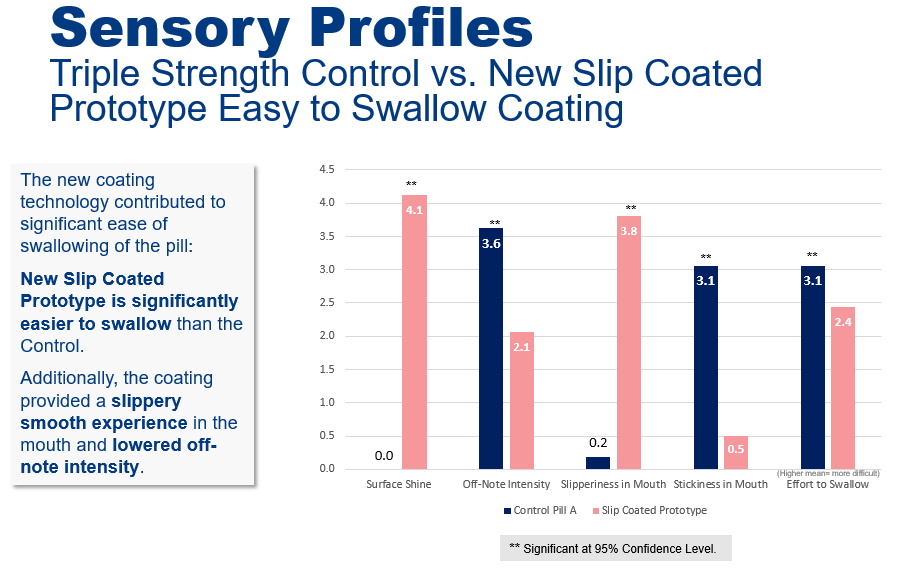 Sensory Profiles
Triple Strength Control vs. New Slip Coated
Prototype Easy to Swallow Coating
The new coating
technology contributed to
significant ease of
swallowing of the pill:
New Slip Coated
Prototype is significantly
easier to swallow than the
Control.
Additionally, the coating
provided a slippery
smooth experience in the
mouth and lowered off-
note intensity.
4.5
4.0
3.5
3.0
2.5
2.0
1.5
1.0
0.5
0.0
0.0
**
4.1
**
3.6
2.1
0.2
**
3.8
**
3.1
0.5
**
3.1
2.4
(Higher mean= more difficult)
Surface Shine Off-Note Intensity Slipperiness in Mouth Stickiness in Mouth Effort to Swallow
Control Pill A Slip Coated Prototype
** Significant at 95% Confidence Level.